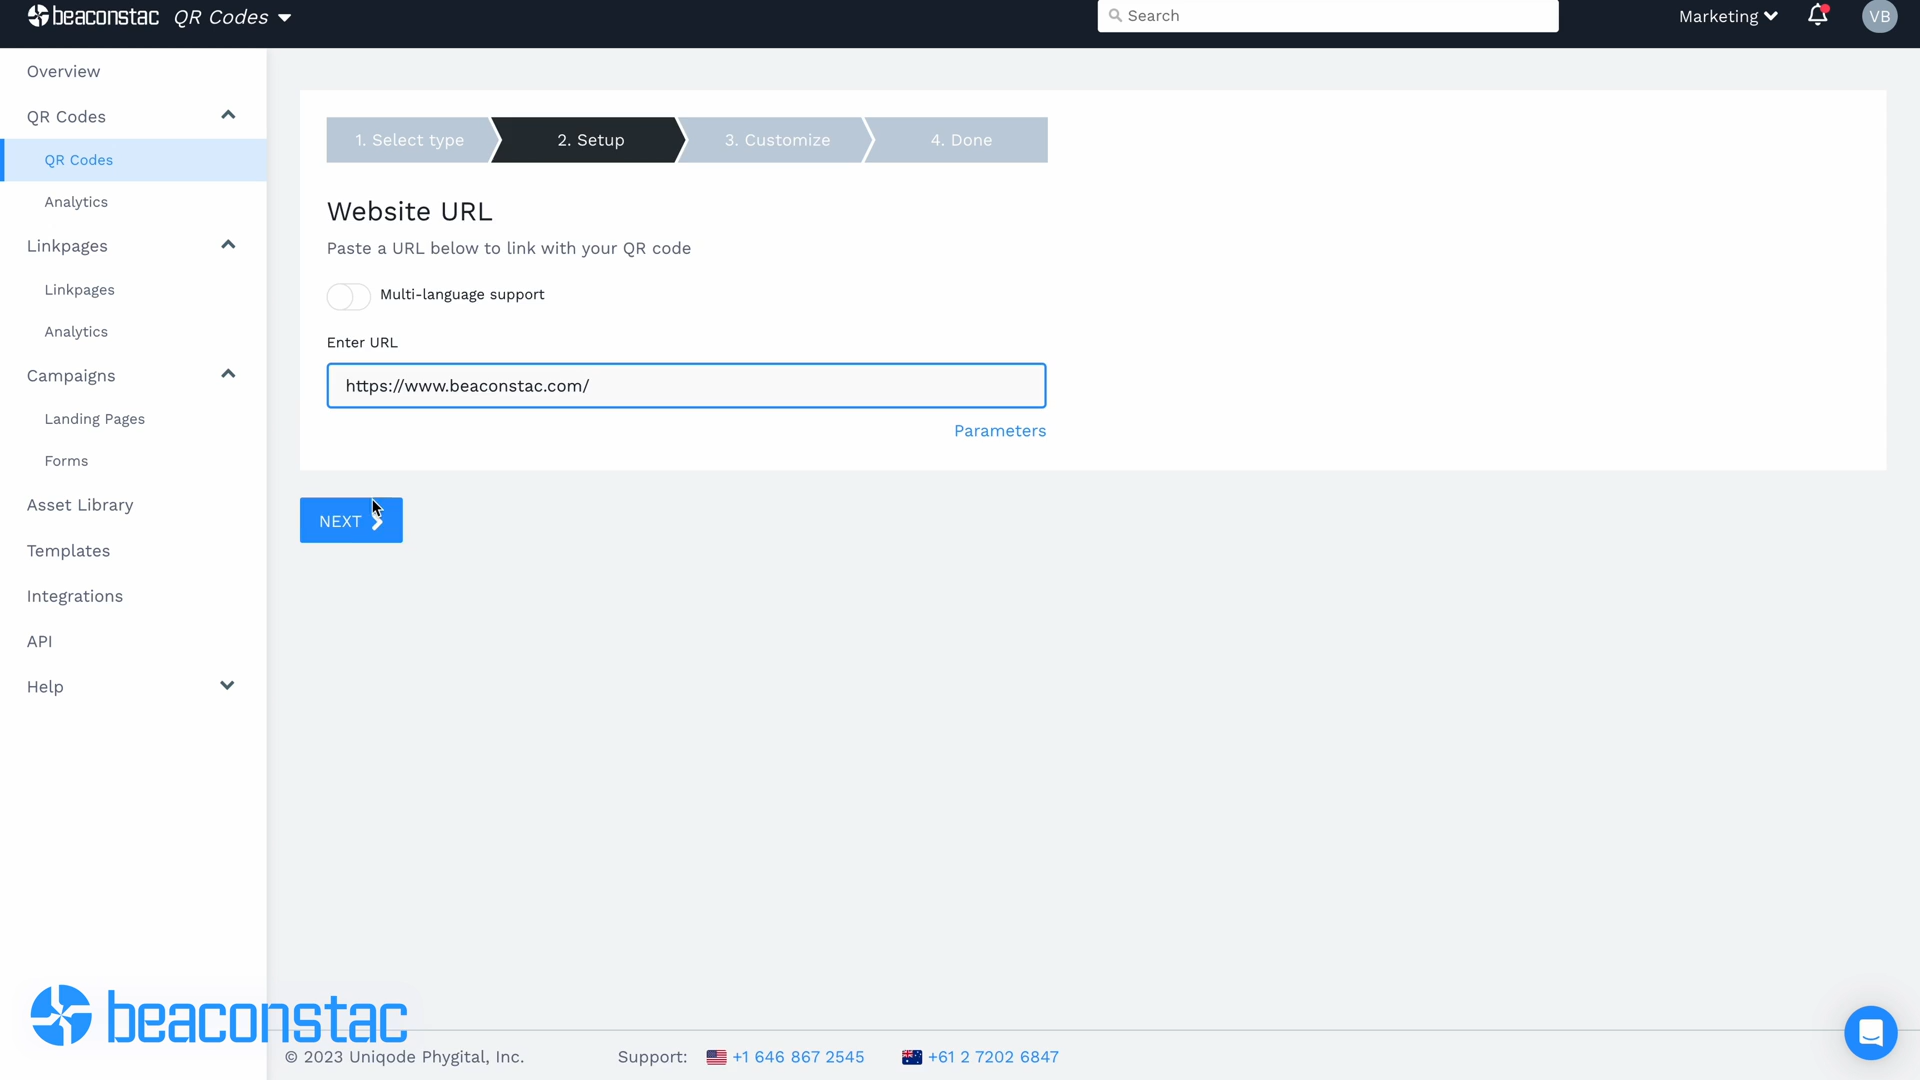 beaconstac QR Codes
Search
Marketing
VB
Overview
QR Codes
QR Codes
Analytics
Linkpages
Linkpages
Analytics
Campaigns
Landing Pages
Forms
Asset Library
Templates
Integrations
API
Help
1. Select type
2. Setup
3. Customize
4. Done
Website URL
Paste a URL below to link with your QR code
Multi-language support
Enter URL
https://www.beaconstac.com/
Parameters
NEXT
beaconstac
© 2023 Uniqode Phygital, Inc.
Support: +1 646 867 2545 +61 2 7202 6847